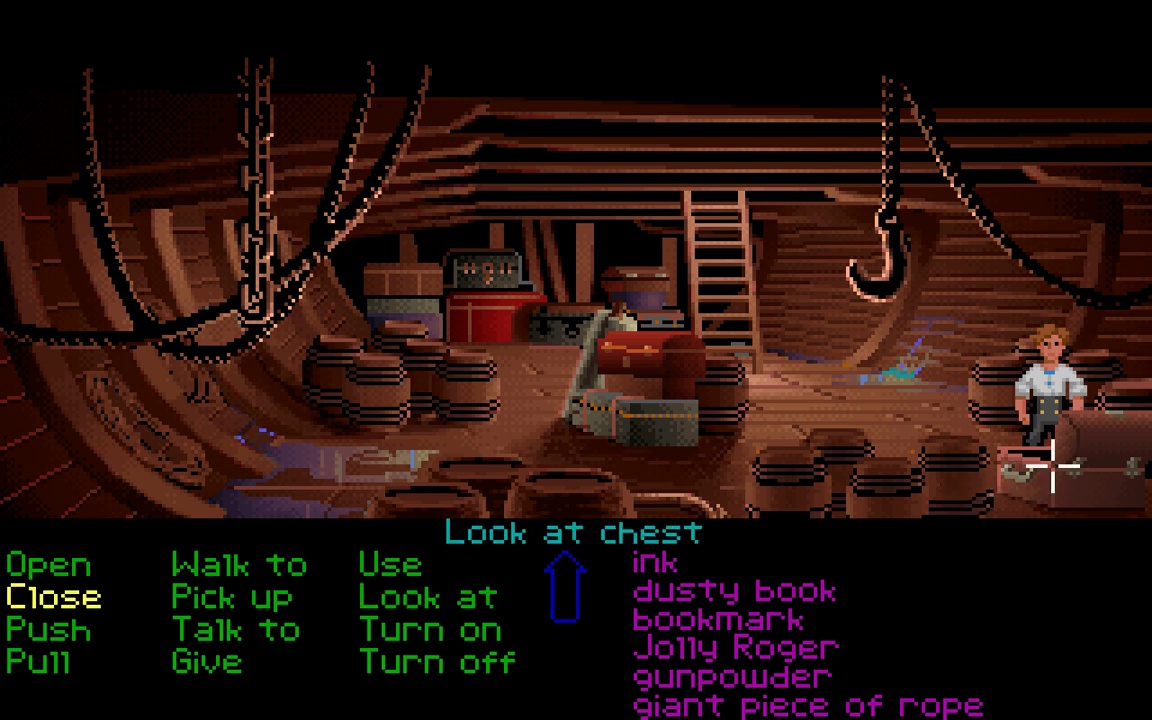 Look at chest
Open Walk to Use ink
Close Pick up Look at dusty book
Push Talk to Turn on bookmark
Pull Give Turn off Jolly Roger
gunpowder
giant piece of rope